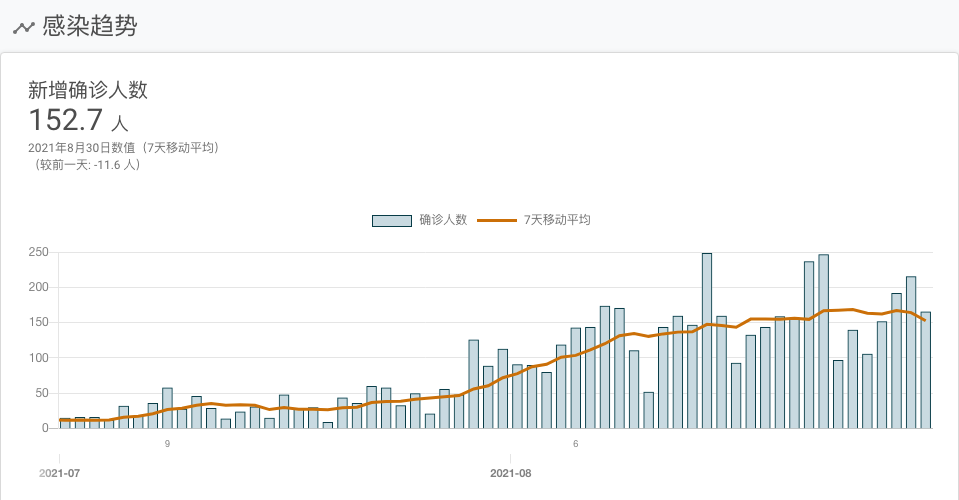 感染趋势
新增确诊人数
152.7 人
2021年8月30日数值（7天移动平均）
（较前一天: -11.6 人）
确诊人数 7天移动平均
250
200
150
100
50
0
9 6
2021-07 2021-08